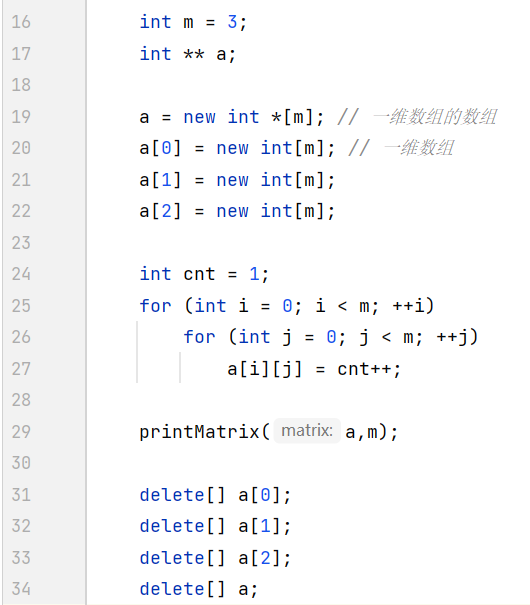 16 int m = 3;
17 int ** a;
18
19 a = new int *[m]; // 一维数组的数组
20 a[0] = new int[m]; // 一维数组
21 a[1] = new int[m];
22 a[2] = new int[m];
23
24 int cnt = 1;
25 for (int i = 0; i < m; ++i)
26 for (int j = 0; j < m; ++j)
27 a[i][j] = cnt++;
28
29 printMatrix( matrix: a,m);
30
31 delete[] a[0];
32 delete[] a[1];
33 delete[] a[2];
34 delete[] a;